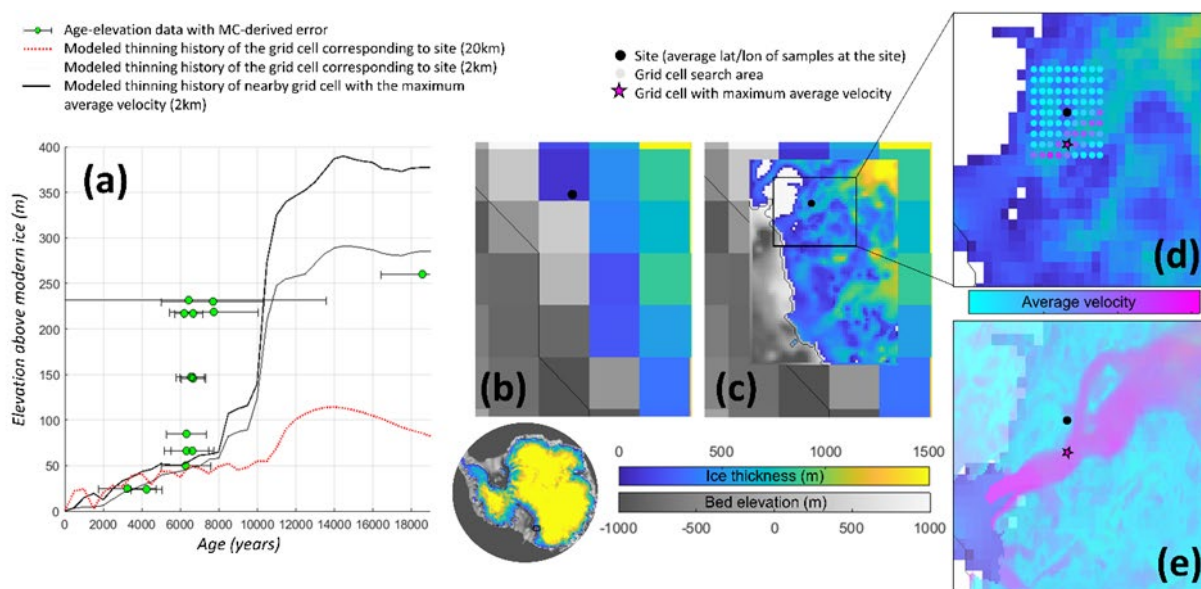 Age-elevation data with MC-derived error
Modeled thinning history of the grid cell corresponding to site (20km)
Modeled thinning history of the grid cell corresponding to site (2km)
Modeled thinning history of nearby grid cell with the maximum
average velocity (2km)
Site (average lat/lon of samples at the site)
Grid cell search area
Grid cell with maximum average velocity
(a)
400
350
300
250
200
150
100
50
0
Elevation above modern ice (m)
0 2000 4000 6000 8000 10000 12000 14000 16000 18000
Age (years)
(b)
(c)
(d)
Average velocity
(e)
0 500 1000 1500
Ice thickness (m)
Bed elevation (m)
-1000 -500 0 500 1000